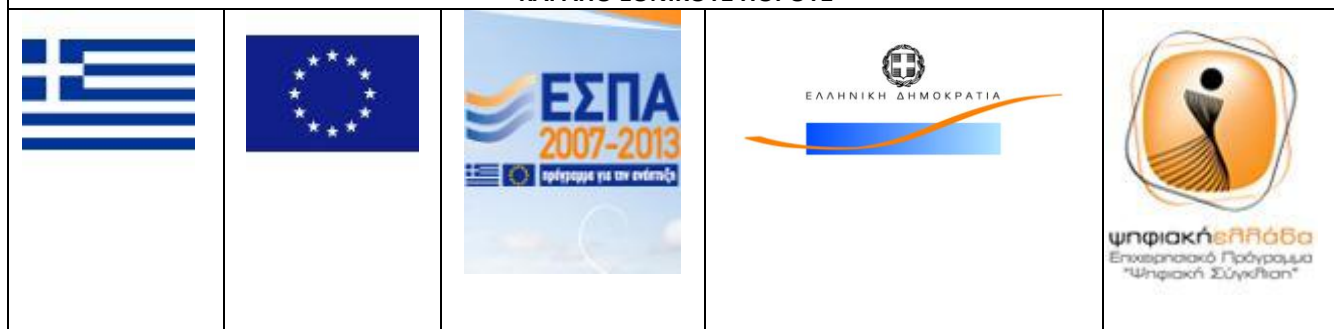 ΕΣΠΑ
2007-2013
πρόγραμμα για την ανάπτυξη
ΕΛΛΗΝΙΚΗ ΔΗΜΟΚΡΑΤΙΑ
ψηφιακήελλάδα
Επιχειρησιακό Πρόγραμμα
"Ψηφιακή Σύγκλιση"